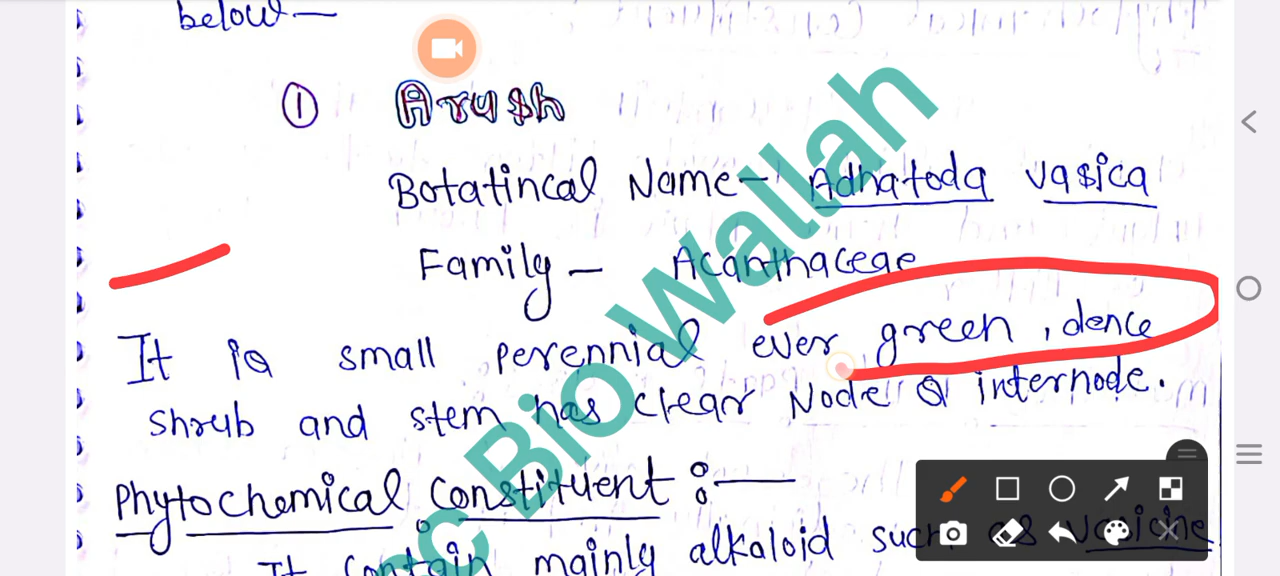 below—
① Arush
Botatincal Name- Adhatoda vasica
Family - Acanthaceae
It is small perennial ever green, dence
shrub and stem has clear Node & internode.
Phytochemical Constituent :—
It contain mainly alkaloid such as vasicine
nc Bio Wallah